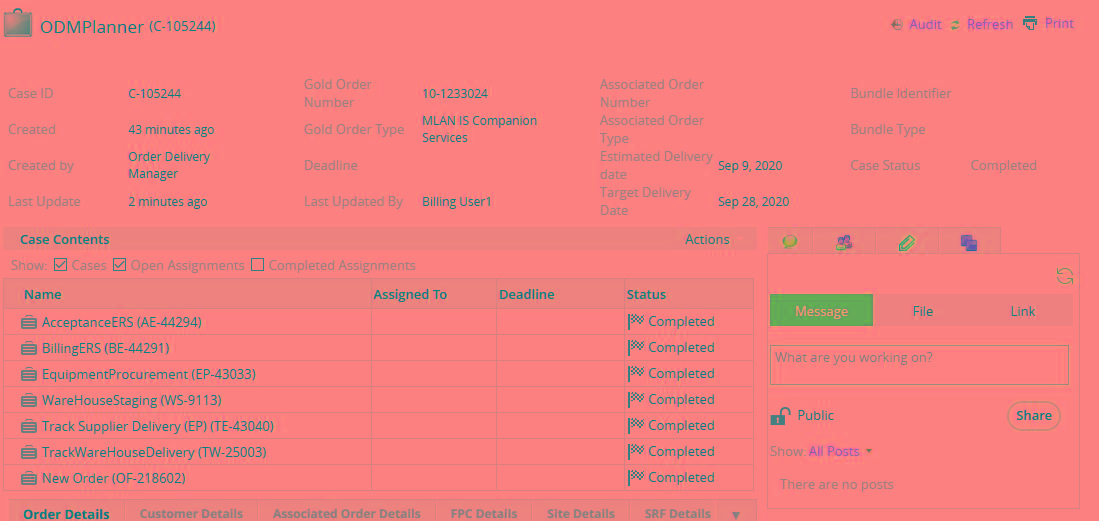 ODMPlanner (C-105244)
Audit Refresh Print
Case ID C-105244 Gold Order Number 10-1233024 Associated Order Number Bundle Identifier
Created 43 minutes ago Gold Order Type MLAN IS Companion Services Associated Order Type Bundle Type
Created by Order Delivery Manager Deadline Estimated Delivery date Sep 9, 2020 Case Status Completed
Last Update 2 minutes ago Last Updated By Billing User1 Target Delivery Date Sep 28, 2020
Case Contents Actions
Show: Cases Open Assignments Completed Assignments
Name Assigned To Deadline Status
AcceptanceERS (AE-44294) Completed
BillingERS (BE-44291) Completed
EquipmentProcurement (EP-43033) Completed
WareHouseStaging (WS-9113) Completed
Track Supplier Delivery (EP) (TE-43040) Completed
TrackWareHouseDelivery (TW-25003) Completed
New Order (OF-218602) Completed
Order Details Customer Details Associated Order Details FPC Details Site Details SRF Details
Message File Link
What are you working on?
Public Share
Show: All Posts
There are no posts